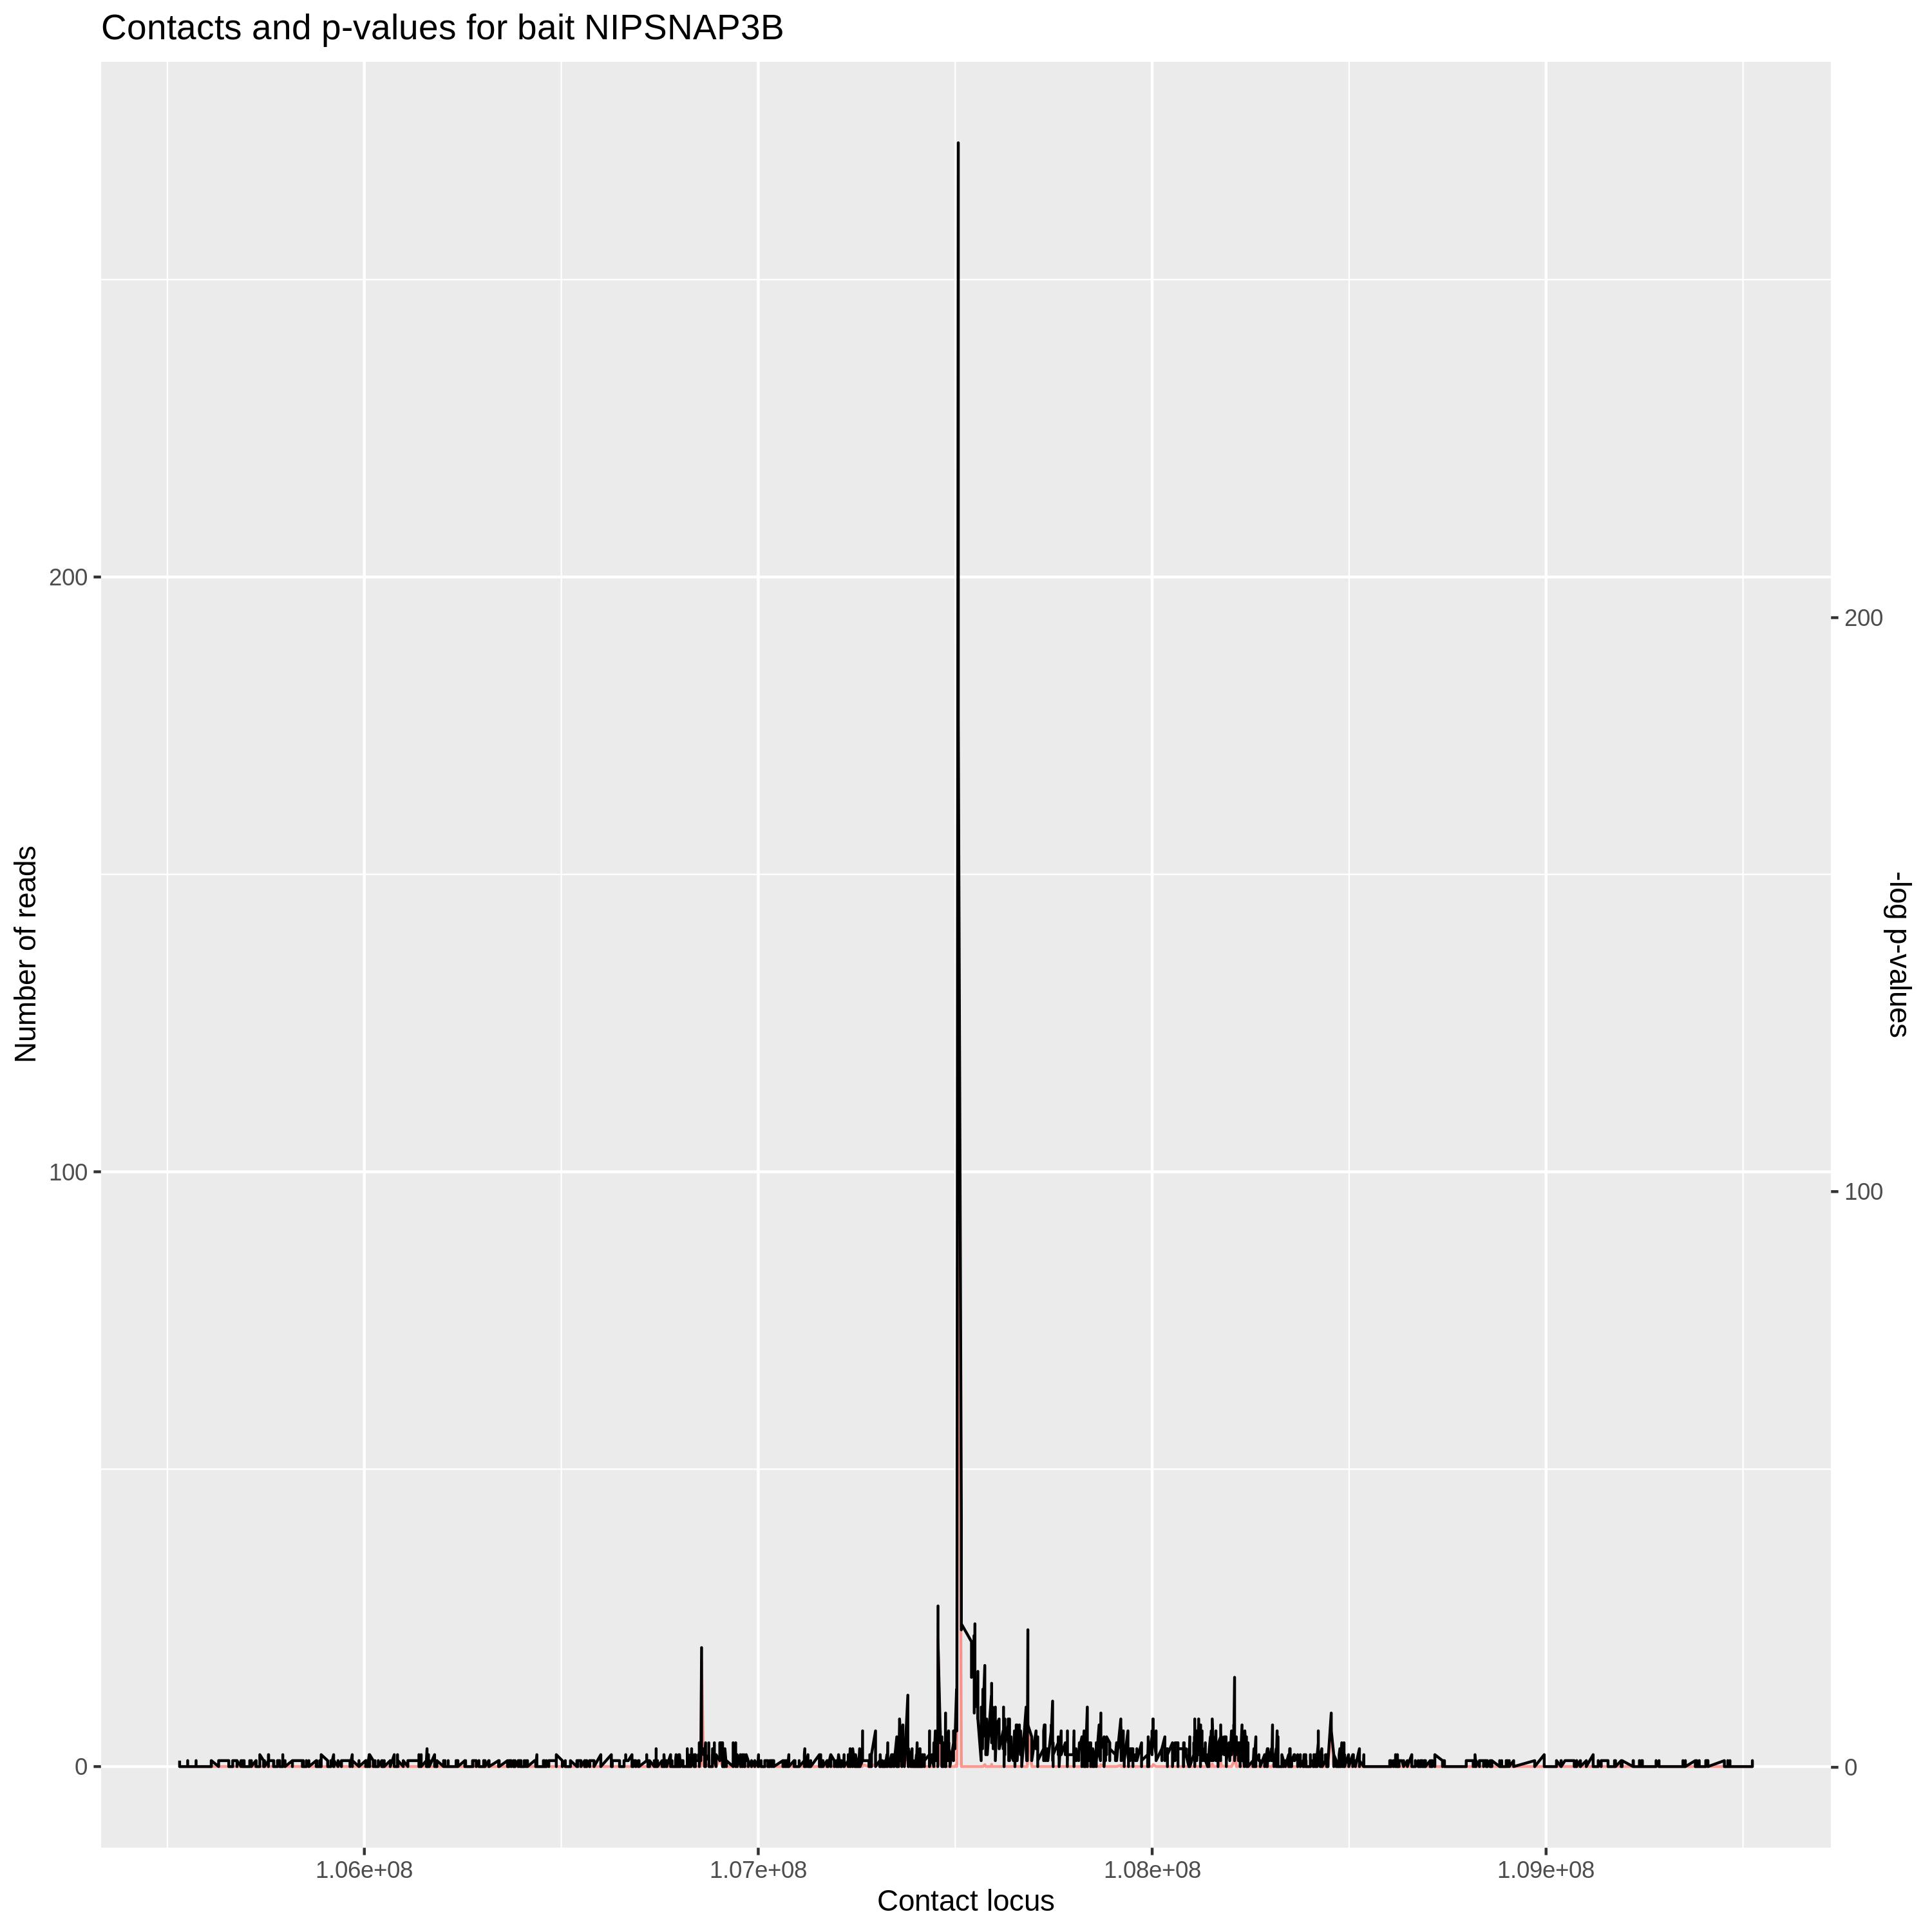 Contacts and p-values for bait NIPSNAP3B
Number of reads
200
100
0
200
100
0
-log p-values
1.06e+08
1.07e+08
1.08e+08
1.09e+08
Contact locus